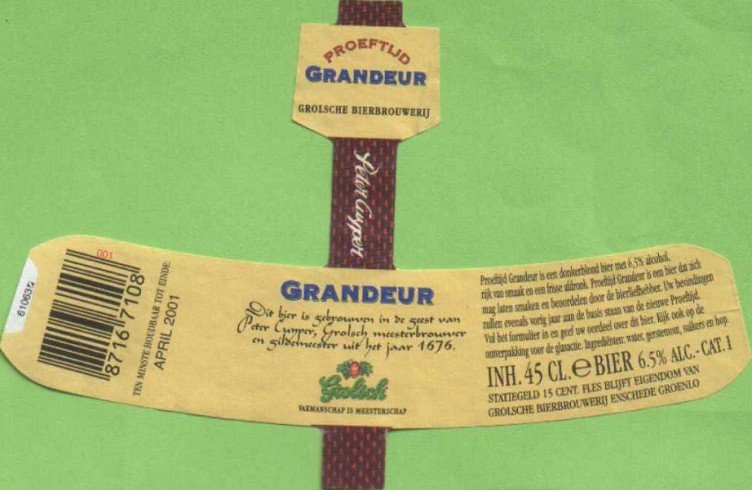 PROEFTIJD
GRANDEUR
GROLSCHE BIERBROUWERIJ
Peter Cuyper
610635
001
8716 7108
TEN MINSTE HOUDBAAR TOT EINDE
APRIL 2001
GRANDEUR
Dit bier is gebrouwen in de geest van
Peter Cuyper, Grolsch meesterbrouwer
en gildemeester uit het jaar 1676.
Grolsch
VAKMANSCHAP IS MEESTERSCHAP
Proeftijd Grandeur is een donkerblond bier met 6,5% alcohol,
rijk van smaak en een frisse afdronk. Proeftijd Grandeur is een bier dat zich
mag laten smaken en beoordelen door de bierliefhebber. Uw bevindingen
zullen evenals vorig jaar aan de basis staan van de nieuwe Proeftijd.
Vul het formulier in en geef uw oordeel over dit bier. Kijk ook op de
omverpakking voor de glasactie. Ingrediënten: water, gerstemout, suikers en hop.
INH. 45 CL. e BIER 6.5% ALC.-CAT. I
STATIEGELD 15 CENT. FLES BLIJFT EIGENDOM VAN
GROLSCHE BIERBROUWERIJ ENSCHEDE GROENLO